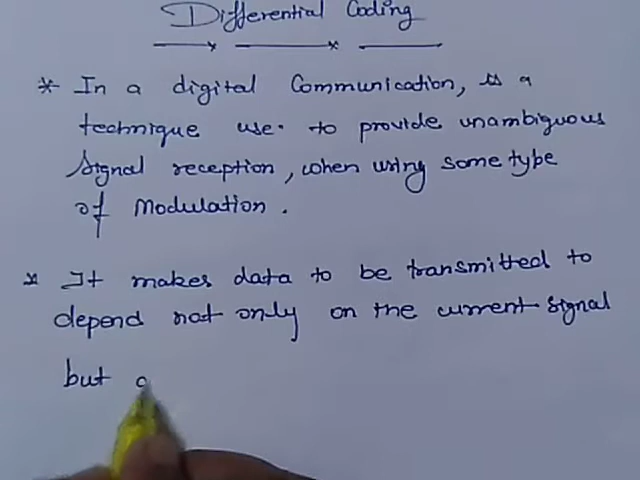 Differential Coding
* In a digital Communication, is a
technique use. to provide unambiguous
signal reception, when using some type
of Modulation.
* It makes data to be transmitted to
depend not only on the current signal
but a